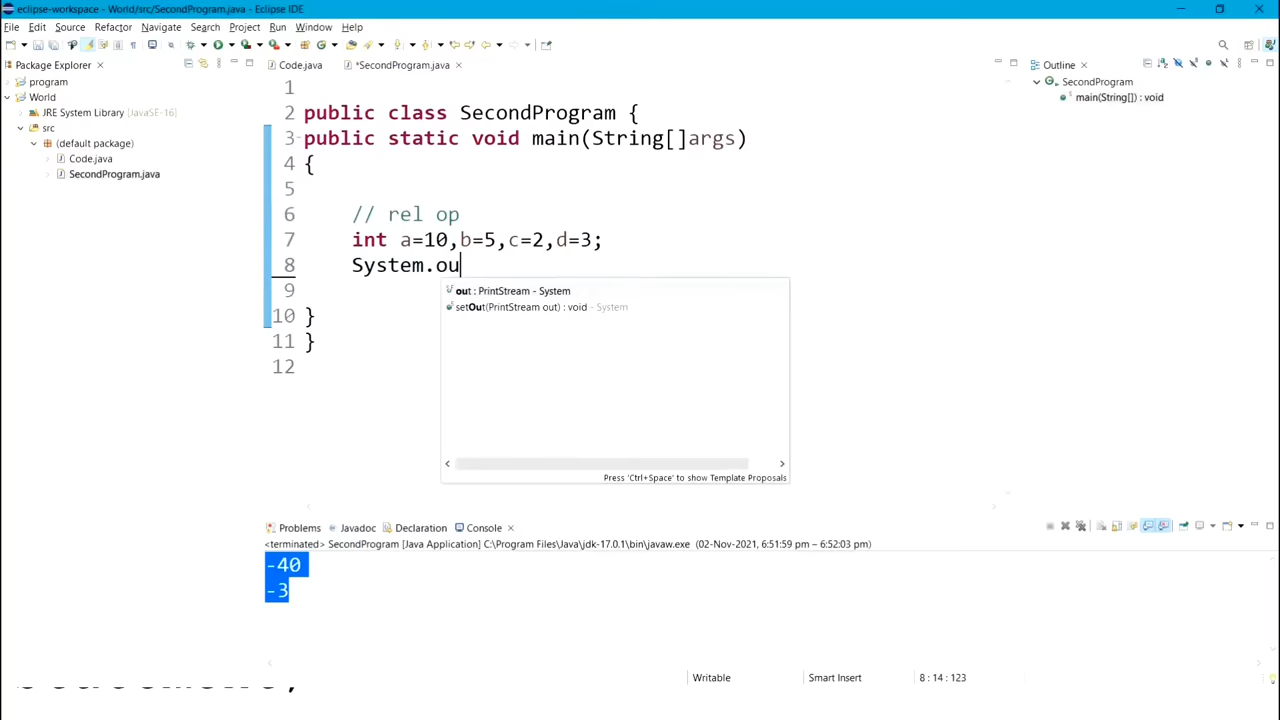 eclipse-workspace - World/src/SecondProgram.java - Eclipse IDE
File Edit Source Refactor Navigate Search Project Run Window Help
Package Explorer
program
World
JRE System Library [JavaSE-16]
src
(default package)
Code.java
SecondProgram.java
Code.java *SecondProgram.java
1
2 public class SecondProgram {
3 public static void main(String[]args)
4 {
5
6 // rel op
7 int a=10,b=5,c=2,d=3;
8 System.ou
9
10 }
11 }
12
out : PrintStream - System
setOut(PrintStream out) : void - System
Press 'Ctrl+Space' to show Template Proposals
Outline
SecondProgram
main(String[]) : void
Problems Javadoc Declaration Console
<terminated> SecondProgram [Java Application] C:\Program Files\Java\jdk-17.0.1\bin\javaw.exe (02-Nov-2021, 6:51:59 pm – 6:52:03 pm)
-40
-3
Writable Smart Insert 8 : 14 : 123